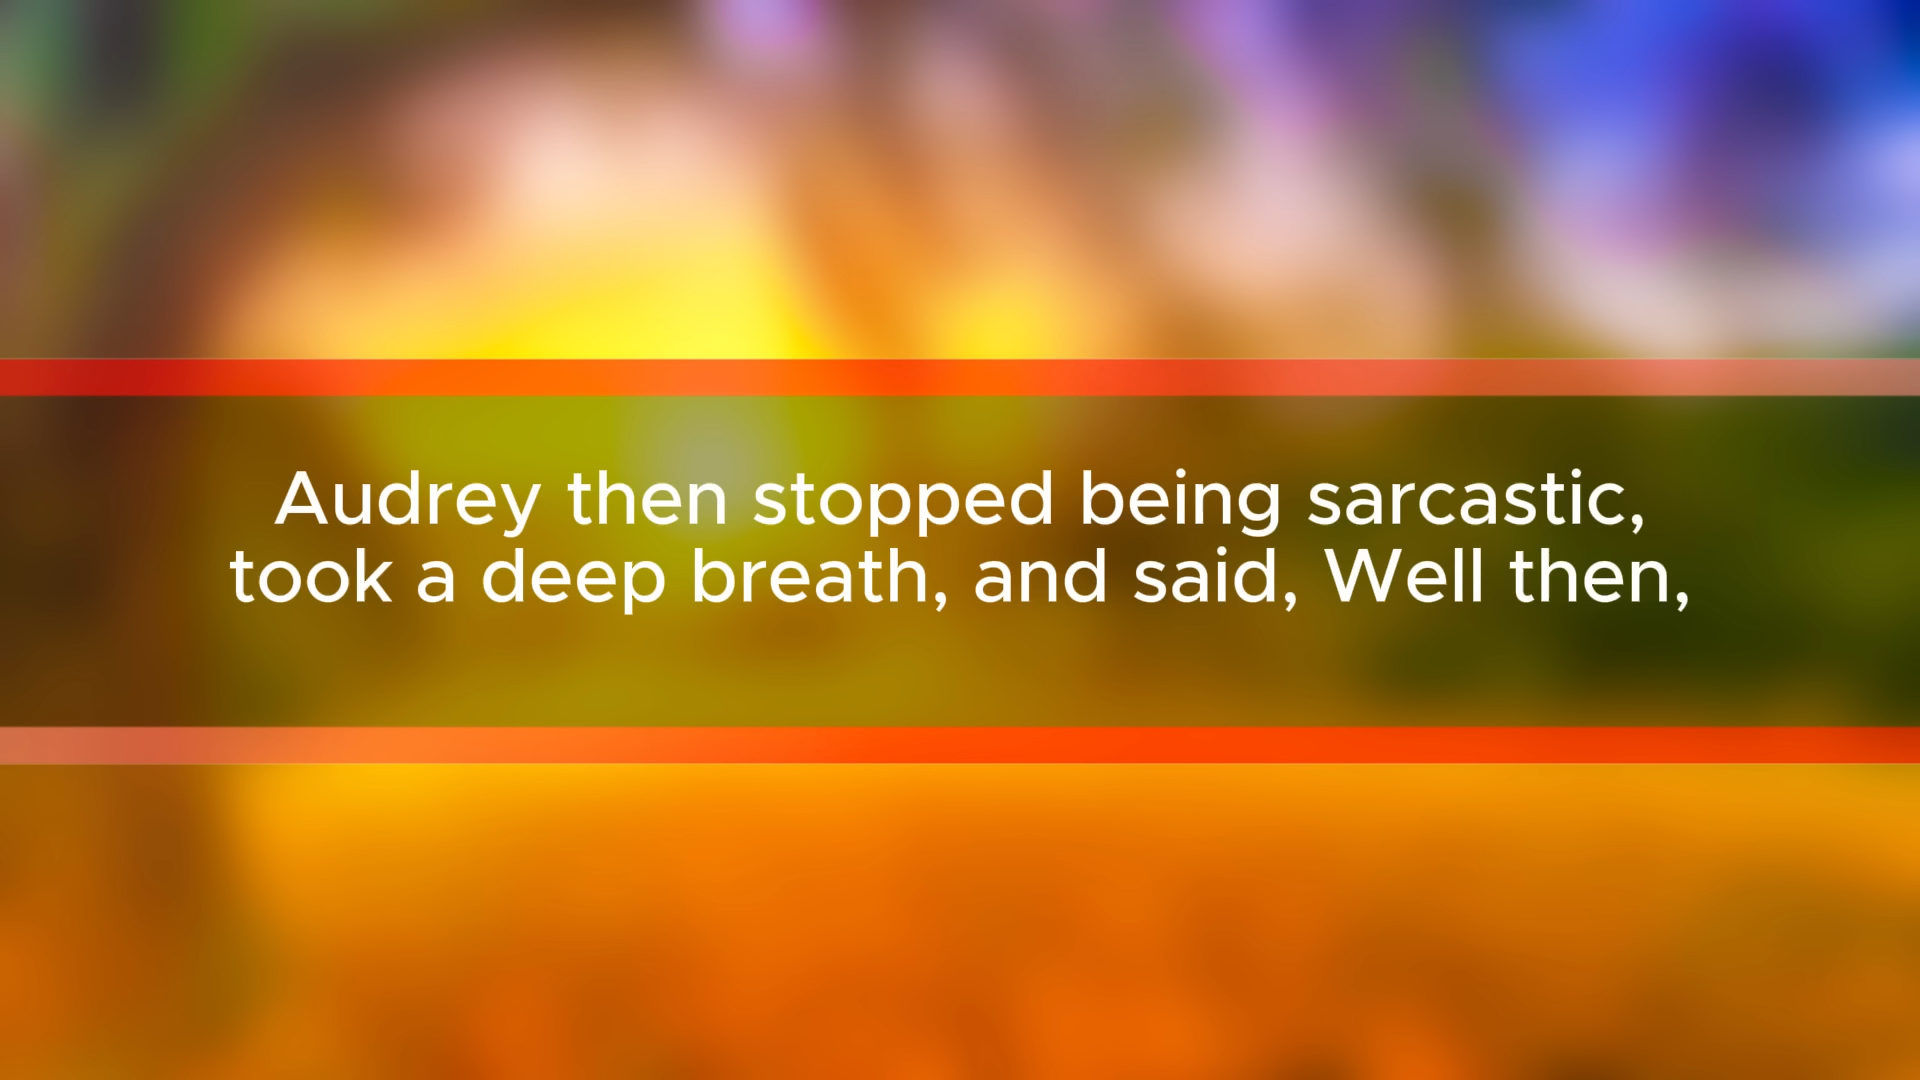 Audrey then stopped being sarcastic,
took a deep breath, and said, Well then,